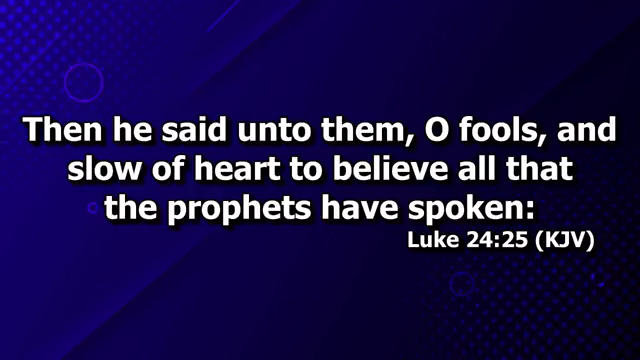 Then he said unto them, O fools, and
slow of heart to believe all that
the prophets have spoken:
Luke 24:25 (KJV)